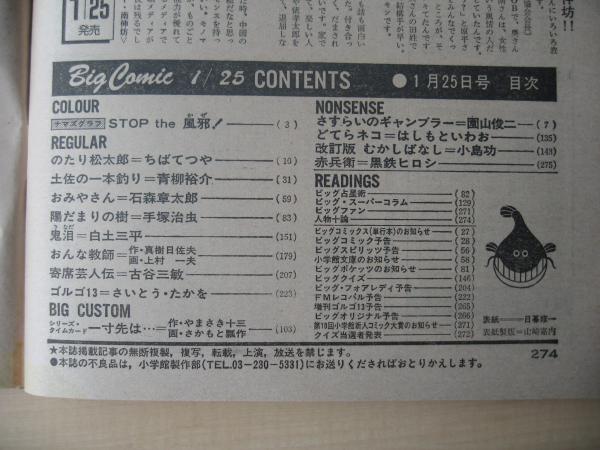 1/25
発売
Big Comic 1/25 CONTENTS ●1月25日号 目次
COLOUR
ナマズグラフ STOP the 風邪! (3)
REGULAR
のたり松太郎=ちばてつや (10)
土佐の一本釣り=青柳裕介 (31)
おみやさん=石森章太郎 (59)
陽だまりの樹=手塚治虫 (83)
鬼泪=白土三平 (151)
おんな教師=作・真樹日佐夫 画・上村一夫 (179)
寄席芸人伝=古谷三敏 (207)
ゴルゴ13=さいとう・たかを (223)
BIG CUSTOM
シリーズ・タイムカード 一寸先は…=作・やまさき十三 画・さかもと瓢作 (103)
NONSENSE
さすらいのギャンブラー=園山俊二 (7)
どてらネコ=はしもといわお (135)
改訂版 むかしばなし=小島功 (143)
赤兵衛=黒鉄ヒロシ (275)
READINGS
ビッグ占星術 (82)
ビッグ・スーパーコラム (129)
ビッグファン (271)
人物十論 (274)
ビッグコミックス(単行本)のお知らせ (27)
ビッグコミック予告 (28)
ビッグスピリッツ予告 (56)
小学館文庫のお知らせ (58)
ビッグポケッツのお知らせ (81)
ビッグクイズ (146)
ビッグ・フォアレディ予告 (204)
FMレコパル予告 (222)
増刊ゴルゴ13予告 (265)
ビッグオリジナル予告 (266)
第10回小学館新人コミック大賞のお知らせ (271)
クイズ当選者発表 (272)
表紙=日暮修一
表紙製版=山崎嘉内
★本誌掲載記事の無断複製、複写、転載、上演、放送を禁じます。
●本誌の不良品は、小学館製作部(TEL.03-230-5331)にお送りくださればおとりかえします。
274